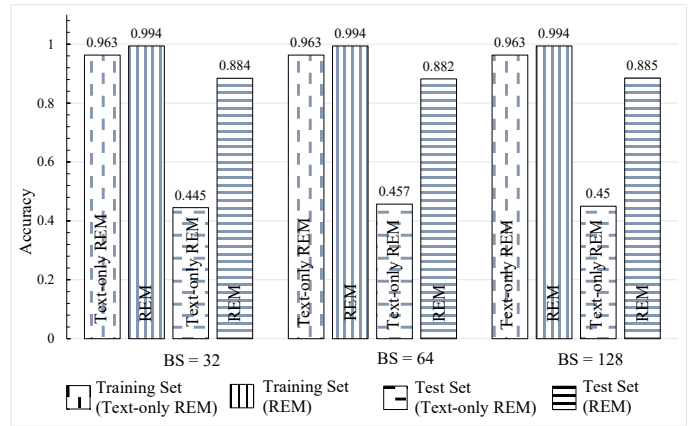 Accuracy
1
0.8
0.6
0.4
0.2
0
0.963
0.994
0.445
0.884
0.963
0.994
0.457
0.882
0.963
0.994
0.45
0.885
Text-only REM
REM
Text-only REM
REM
Text-only REM
REM
Text-only REM
REM
Text-only REM
REM
Text-only REM
REM
BS = 32
BS = 64
BS = 128
Training Set
(Text-only REM)
Training Set
(REM)
Test Set
(Text-only REM)
Test Set
(REM)